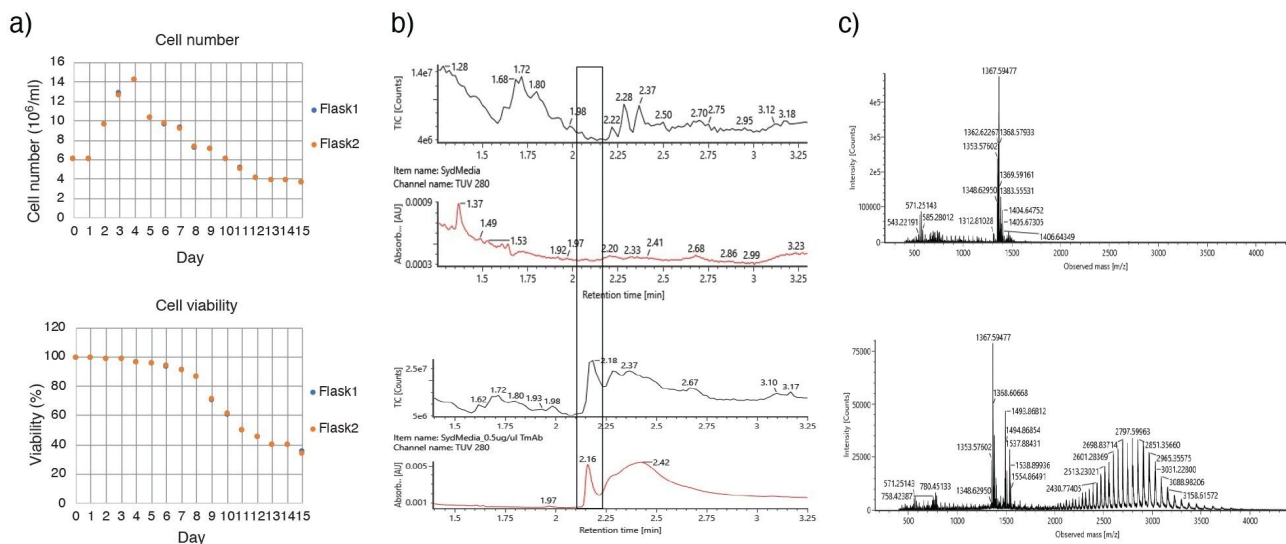 a)
Cell number
Cell number (10⁶/ml)
16
14
12
10
8
6
4
2
0
0 1 2 3 4 5 6 7 8 9 10 11 12 13 14 15
Day
Flask1
Flask2
Cell viability
Viability (%)
120
100
80
60
40
20
0
0 1 2 3 4 5 6 7 8 9 10 11 12 13 14 15
Day
Flask1
Flask2
b)
TIC [Counts]
1.4e7
4e6
1.28 1.68 1.72 1.80 1.98 2.22 2.28 2.37 2.50 2.70 2.75 2.95 3.12 3.18
1.5 1.75 2 2.25 2.5 2.75 3 3.25
Item name: SydMedia
Channel name: TUV 280
Absorb... [AU]
0.0009
0.0003
1.37 1.49 1.53 1.92 1.97 2.20 2.33 2.41 2.68 2.86 2.99 3.23
1.5 1.75 2 2.25 2.5 2.75 3 3.25
Retention time [min]
TIC [Counts]
2.5e7
5e6
1.62 1.72 1.80 1.93 1.98 2.18 2.37 2.67 3.10 3.17
1.5 1.75 2 2.25 2.5 2.75 3 3.25
Item name: SydMedia_0.5ug/ul TmAb
Channel name: TUV 280
Absorb... [AU]
0.005
0.001
1.97 2.16 2.42
1.5 1.75 2 2.25 2.5 2.75 3 3.25
Retention time [min]
c)
Intensity [Counts]
4e5
3e5
2e5
100000
0
1367.59477
1362.62267 1368.57933
1353.57602
1369.59161
1348.62950 1383.55531
571.25143 1404.64752
543.22191 585.28012 1312.81028 1405.67305
1406.64349
500 1000 1500 2000 2500 3000 3500 4000
Observed mass [m/z]
Intensity [Counts]
75000
50000
25000
0
1367.59477
1368.60668
1493.86812
1494.86854
1353.57602 1537.88431
2797.59963
2698.83714 2851.35660
2601.28369 2965.35575
1538.89936 2513.23021 3031.22800
571.25143 780.45133 1554.86491 2430.77405 3088.98206
758.42387 1348.62950 3158.61572
500 1000 1500 2000 2500 3000 3500 4000
Observed mass [m/z]